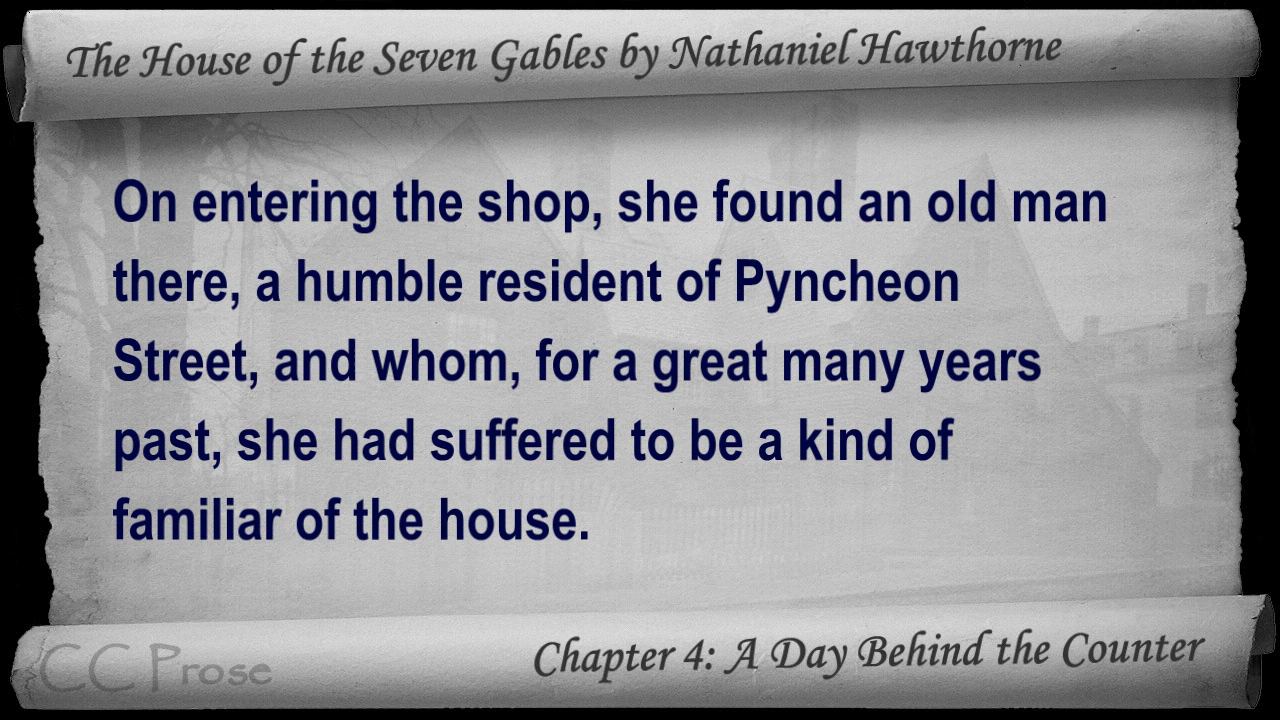 The House of the Seven Gables by Nathaniel Hawthorne
On entering the shop, she found an old man
there, a humble resident of Pyncheon
Street, and whom, for a great many years
past, she had suffered to be a kind of
familiar of the house.
CC Prose
Chapter 4: A Day Behind the Counter